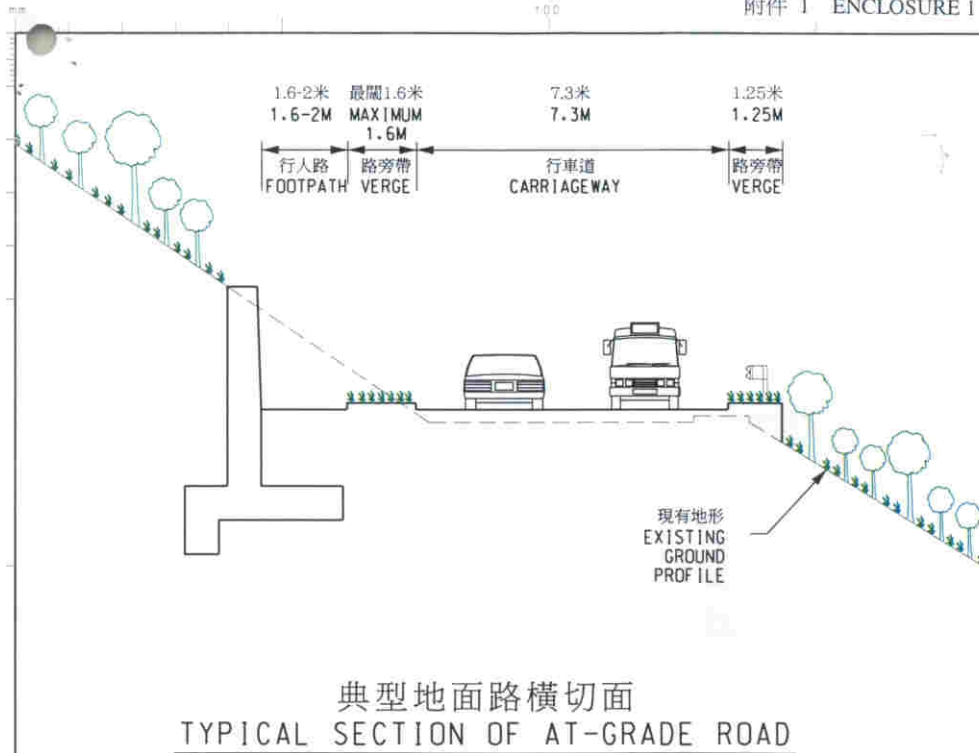 附件 1 ENCLOSURE 1
mm
100
1.6-2米
1.6-2M
最闊1.6米
MAXIMUM
1.6M
7.3米
7.3M
1.25米
1.25M
行人路
FOOTPATH
路旁帶
VERGE
行車道
CARRIAGEWAY
路旁帶
VERGE
現有地形
EXISTING
GROUND
PROFILE
典型地面路橫切面
TYPICAL SECTION OF AT-GRADE ROAD